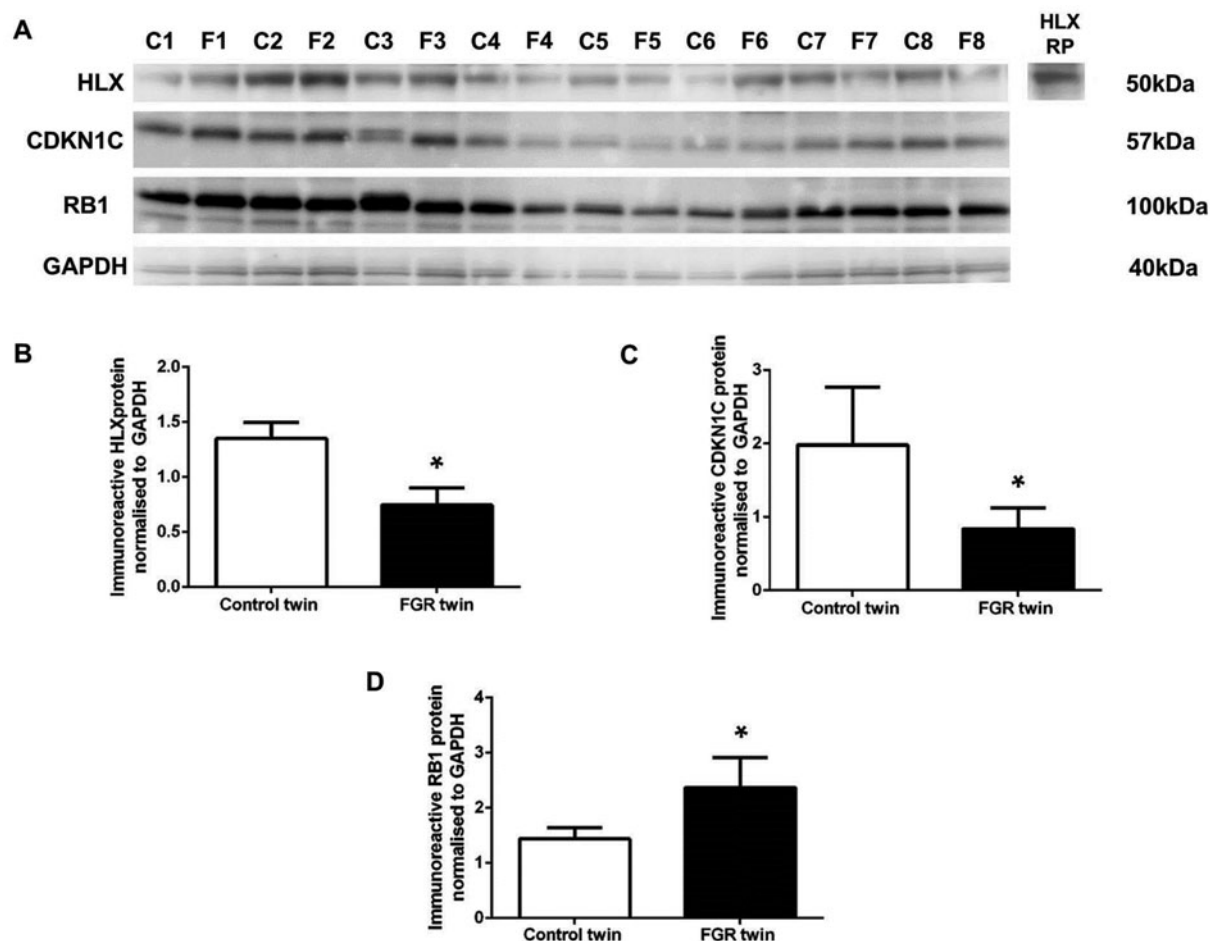 A
C1 F1 C2 F2 C3 F3 C4 F4 C5 F5 C6 F6 C7 F7 C8 F8
HLX
RP
HLX
50kDa
CDKN1C
57kDa
RB1
100kDa
GAPDH
40kDa
B
Immunoreactive HLXprotein
normalised to GAPDH
2.0
1.5
1.0
0.5
0.0
*
Control twin
FGR twin
C
Immunoreactive CDKN1C protein
normalised to GAPDH
3
2
1
0
*
Control twin
FGR twin
D
Immunoreactive RB1 protein
normalised to GAPDH
4
3
2
1
0
*
Control twin
FGR twin